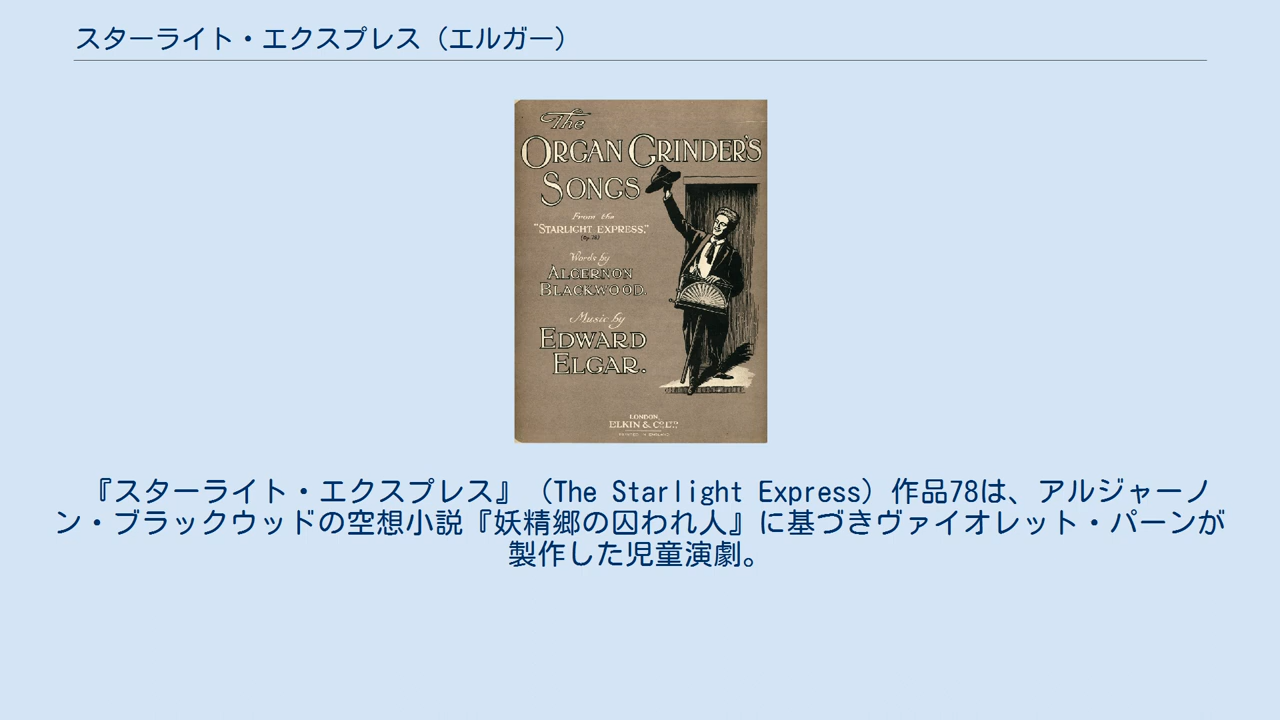 スターライト・エクスプレス（エルガー）
The
ORGAN GRINDER'S
SONGS
From the
"STARLIGHT EXPRESS."
(Op. 78)
Words by
ALGERNON
BLACKWOOD.
Music by
EDWARD
ELGAR.
LONDON,
ELKIN & CO. LTD.
PRINTED IN ENGLAND
『スターライト・エクスプレス』（The Starlight Express）作品78は、アルジャーノ
ン・ブラックウッドの空想小説『妖精郷の囚われ人』に基づきヴァイオレット・パーンが
製作した児童演劇。